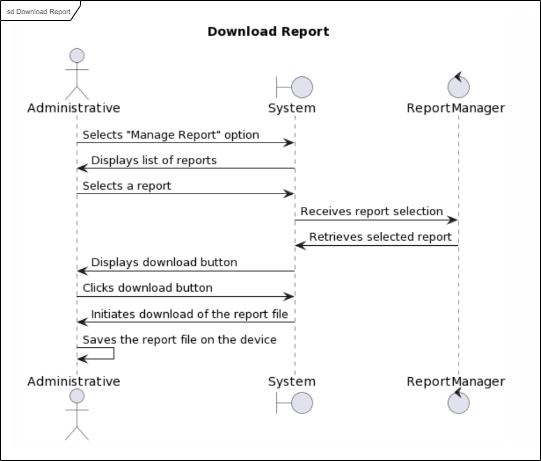 sd Download Report
Download Report
Administrative System ReportManager
Selects "Manage Report" option
Displays list of reports
Selects a report
Receives report selection
Retrieves selected report
Displays download button
Clicks download button
Initiates download of the report file
Saves the report file on the device
Administrative System ReportManager